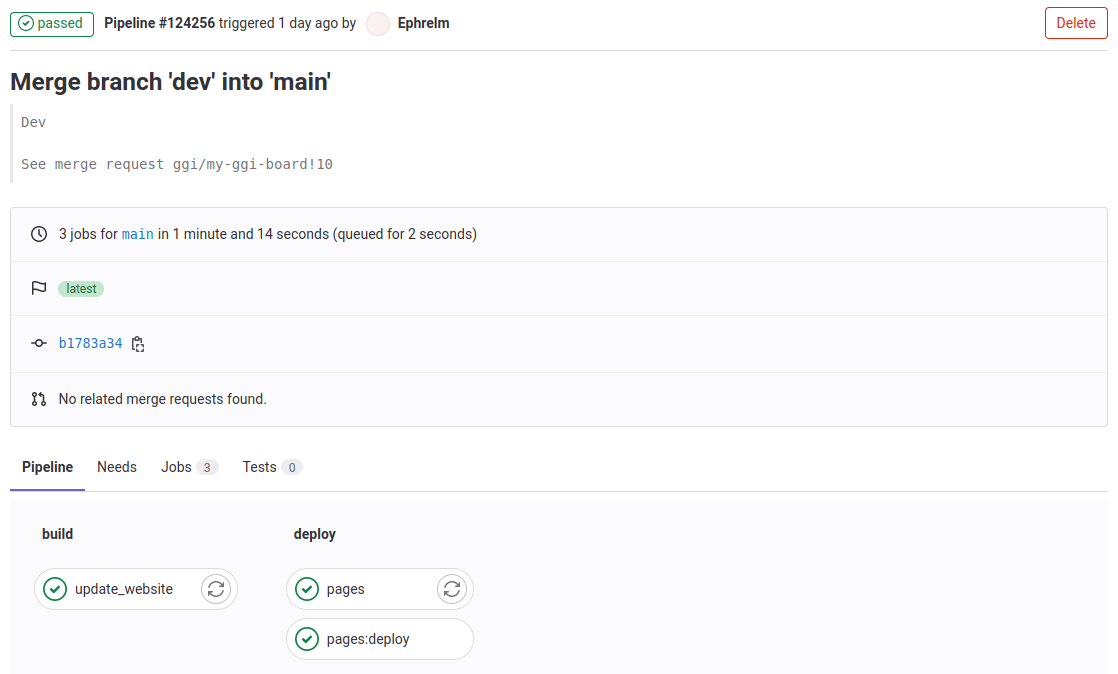 passed Pipeline #124256 triggered 1 day ago by Ephrelm Delete
Merge branch 'dev' into 'main'
Dev
See merge request ggi/my-ggi-board!10
3 jobs for main in 1 minute and 14 seconds (queued for 2 seconds)
latest
b1783a34
No related merge requests found.
Pipeline Needs Jobs 3 Tests 0
build deploy
update_website pages
pages:deploy